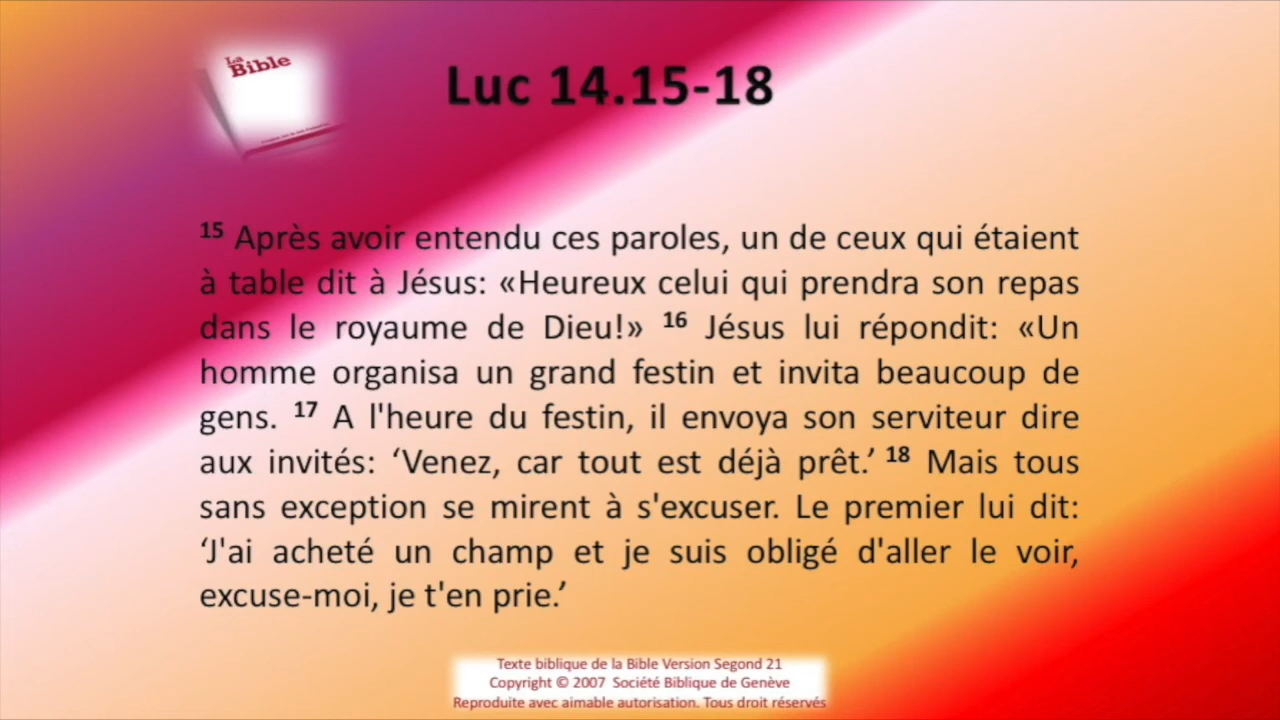 La
Bible
Luc 14.15-18
15 Après avoir entendu ces paroles, un de ceux qui étaient
à table dit à Jésus: «Heureux celui qui prendra son repas
dans le royaume de Dieu!» 16 Jésus lui répondit: «Un
homme organisa un grand festin et invita beaucoup de
gens. 17 A l'heure du festin, il envoya son serviteur dire
aux invités: ‘Venez, car tout est déjà prêt.’ 18 Mais tous
sans exception se mirent à s'excuser. Le premier lui dit:
‘J'ai acheté un champ et je suis obligé d'aller le voir,
excuse-moi, je t'en prie.’
Texte biblique de la Bible Version Segond 21
Copyright © 2007 Société Biblique de Genève
Reproduite avec aimable autorisation. Tous droit réservés